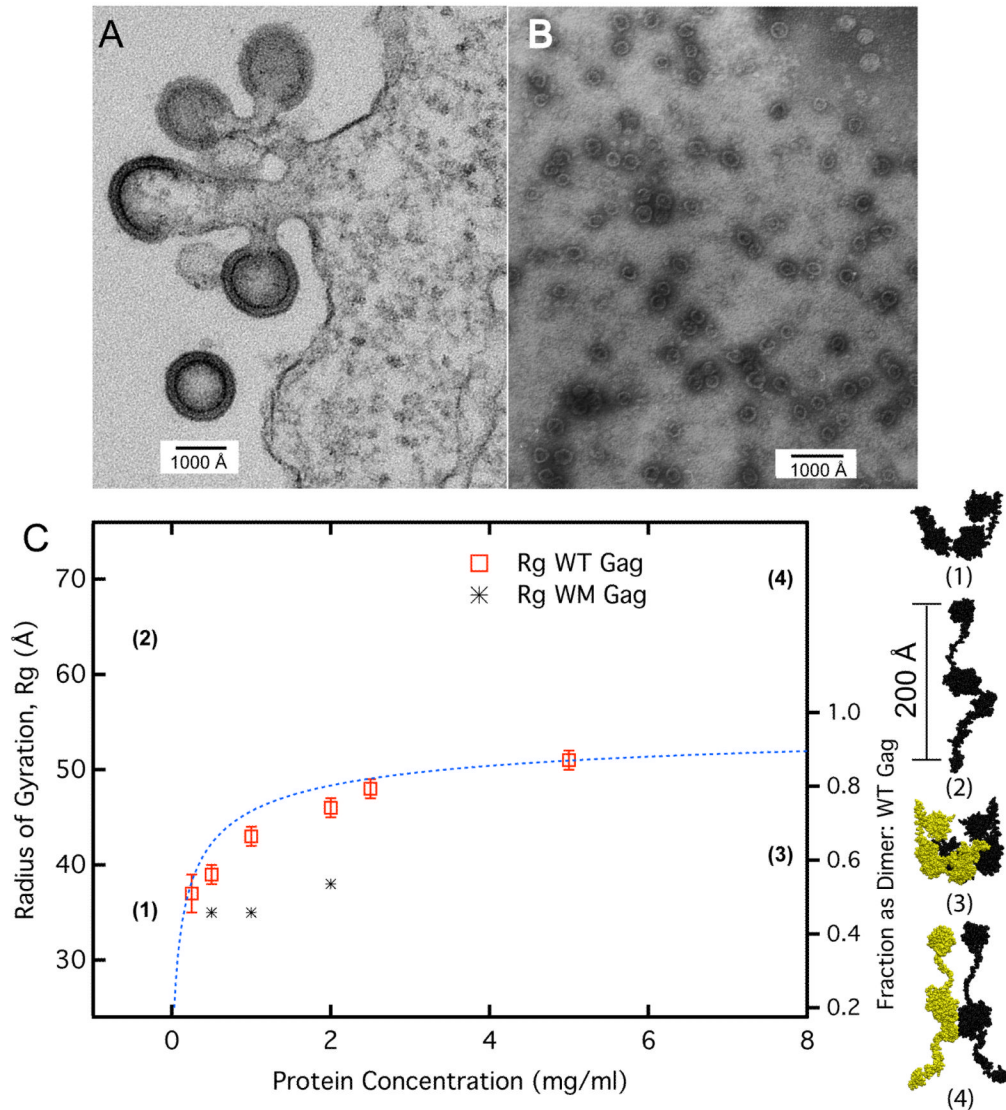 A
1000 Å
B
1000 Å
C
Radius of Gyration, Rg (Å)
70
60
50
40
30
Rg WT Gag
Rg WM Gag
(1)
(2)
(3)
(4)
1.0
0.8
0.6
0.4
0.2
Fraction as Dimer: WT Gag
0
2
4
6
8
Protein Concentration (mg/ml)
(1)
200 Å
(2)
(3)
(4)